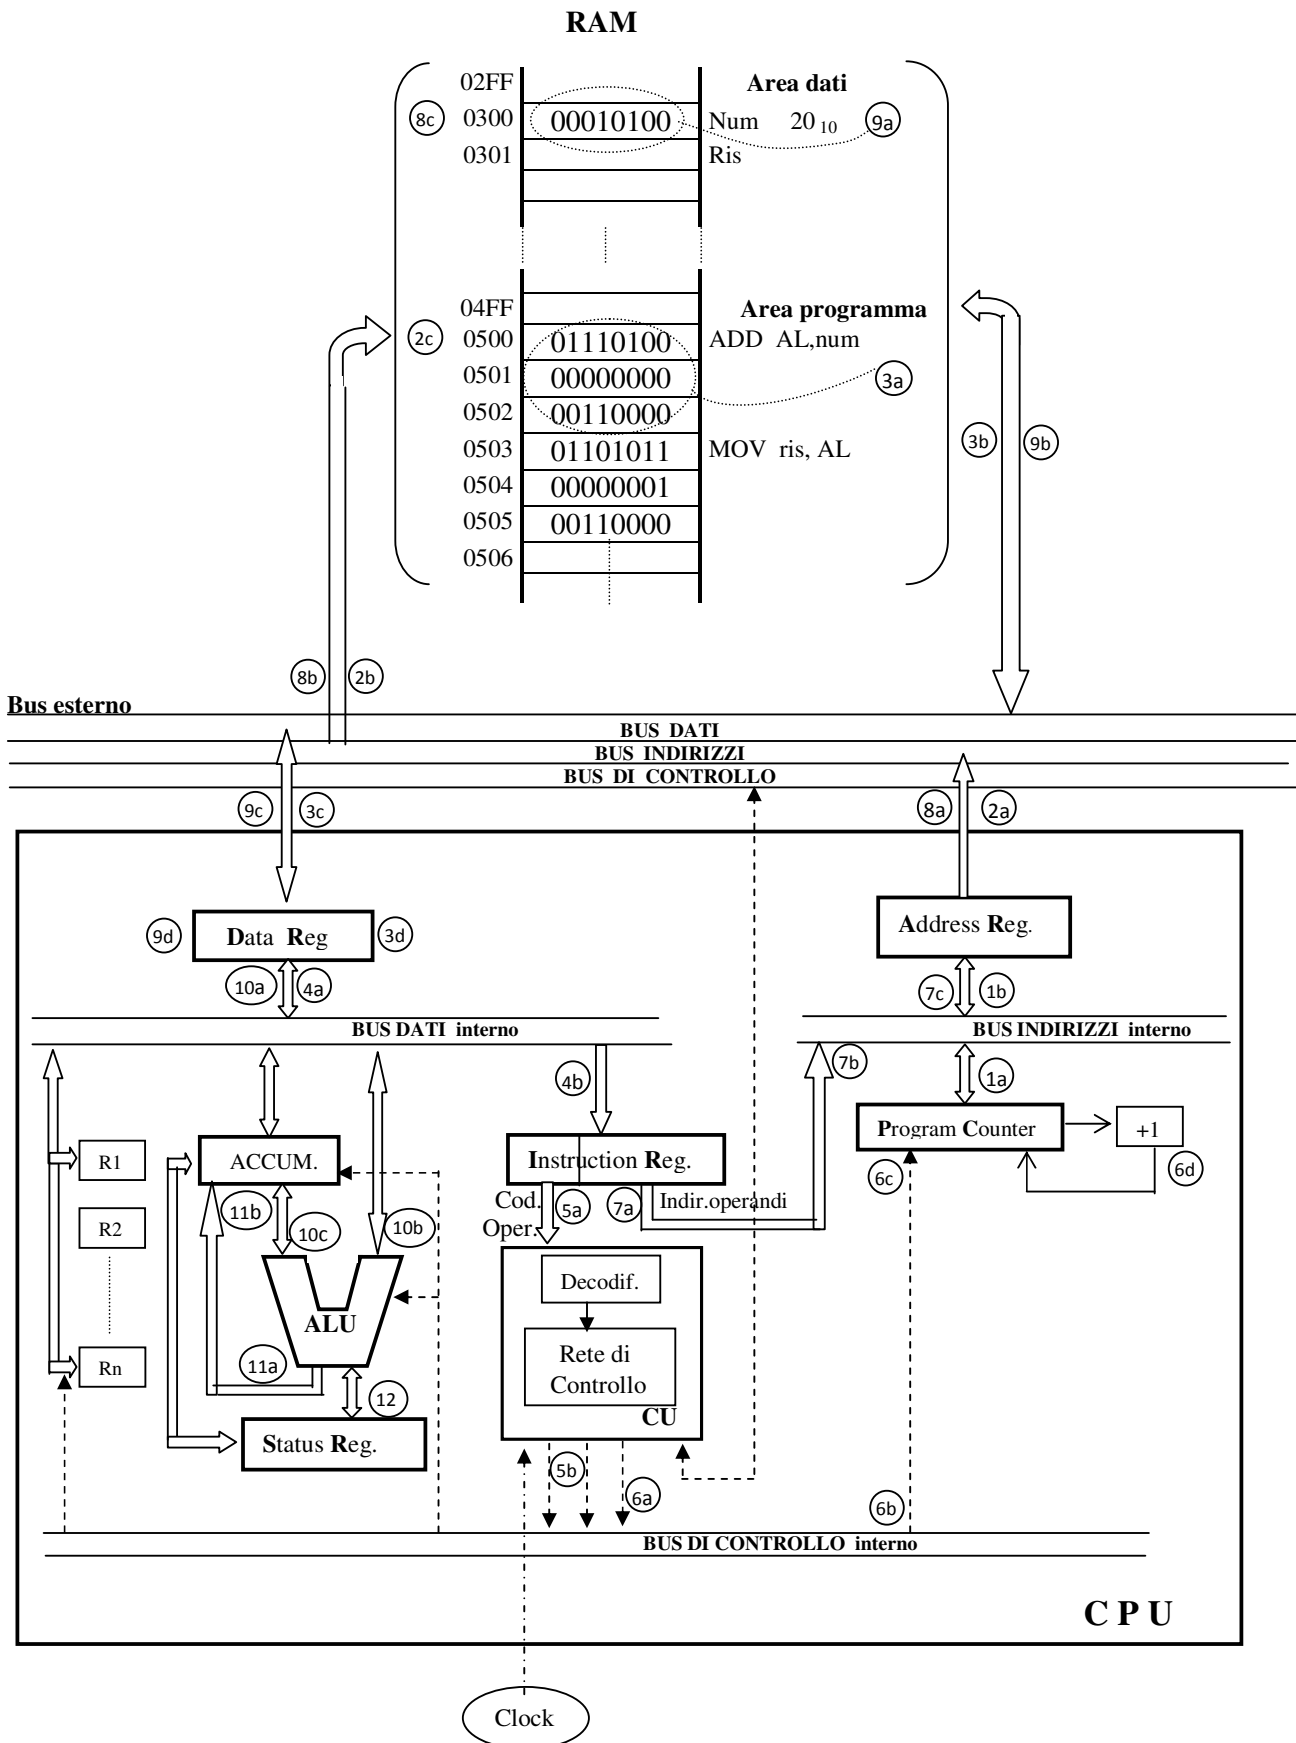 RAM
02FF Area dati
8c 0300 00010100 Num 20 10 9a
0301 Ris
04FF Area programma
2c 0500 01110100 ADD AL,num
0501 00000000 3a
0502 00110000
0503 01101011 MOV ris, AL 3b 9b
0504 00000001
0505 00110000
0506
8b 2b
Bus esterno
BUS DATI
BUS INDIRIZZI
BUS DI CONTROLLO
9c 3c 8a 2a
9d Data Reg 3d Address Reg.
10a 4a 7c 1b
BUS DATI interno BUS INDIRIZZI interno
4b 7b 1a
R1 ACCUM. Instruction Reg. Program Counter +1
6c 6d
Cod. 5a 7a Indir.operandi
Oper.
R2 11b 10c 10b
Decodif.
ALU
Rn 11a Rete di
Controllo
12 CU
Status Reg.
5b 6a 6b
BUS DI CONTROLLO interno
C P U
Clock